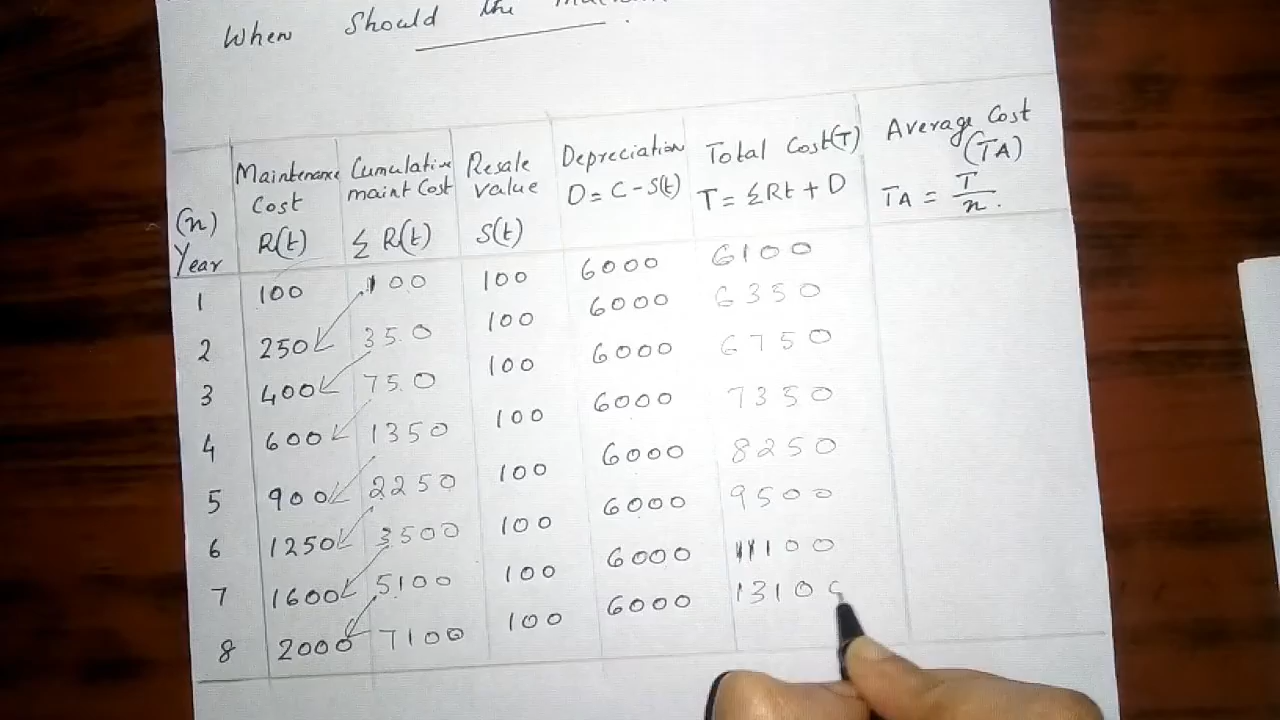 When Should the
(n) Year | Maintenance Cost R(t) | Cumulative maint Cost Σ R(t) | Resale value S(t) | Depreciation D = C - S(t) | Total Cost(T) T = ΣRt + D | Average Cost (TA) TA = T/n.
1 100 100 100 6000 6100
2 250 350 100 6000 6350
3 400 750 100 6000 6750
4 600 1350 100 6000 7350
5 900 2250 100 6000 8250
6 1250 3500 100 6000 9500
7 1600 5100 100 6000 11100
8 2000 7100 100 6000 1310